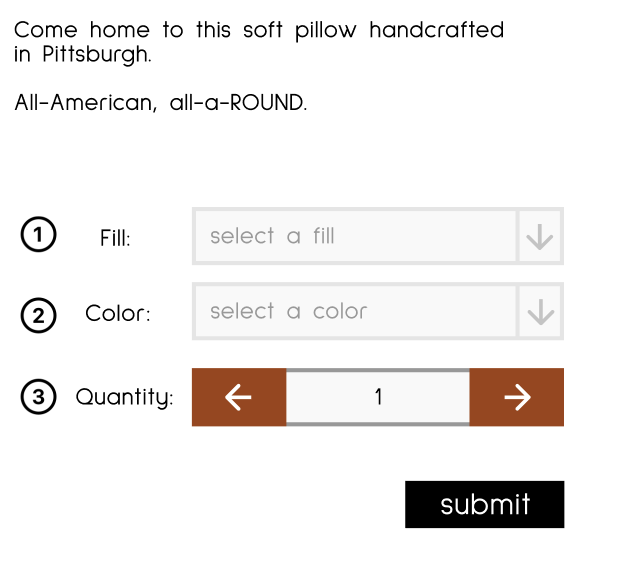 Come home to this soft pillow handcrafted
in Pittsburgh.
All-American, all-a-ROUND.
1 Fill: select a fill
2 Color: select a color
3 Quantity: 1
submit